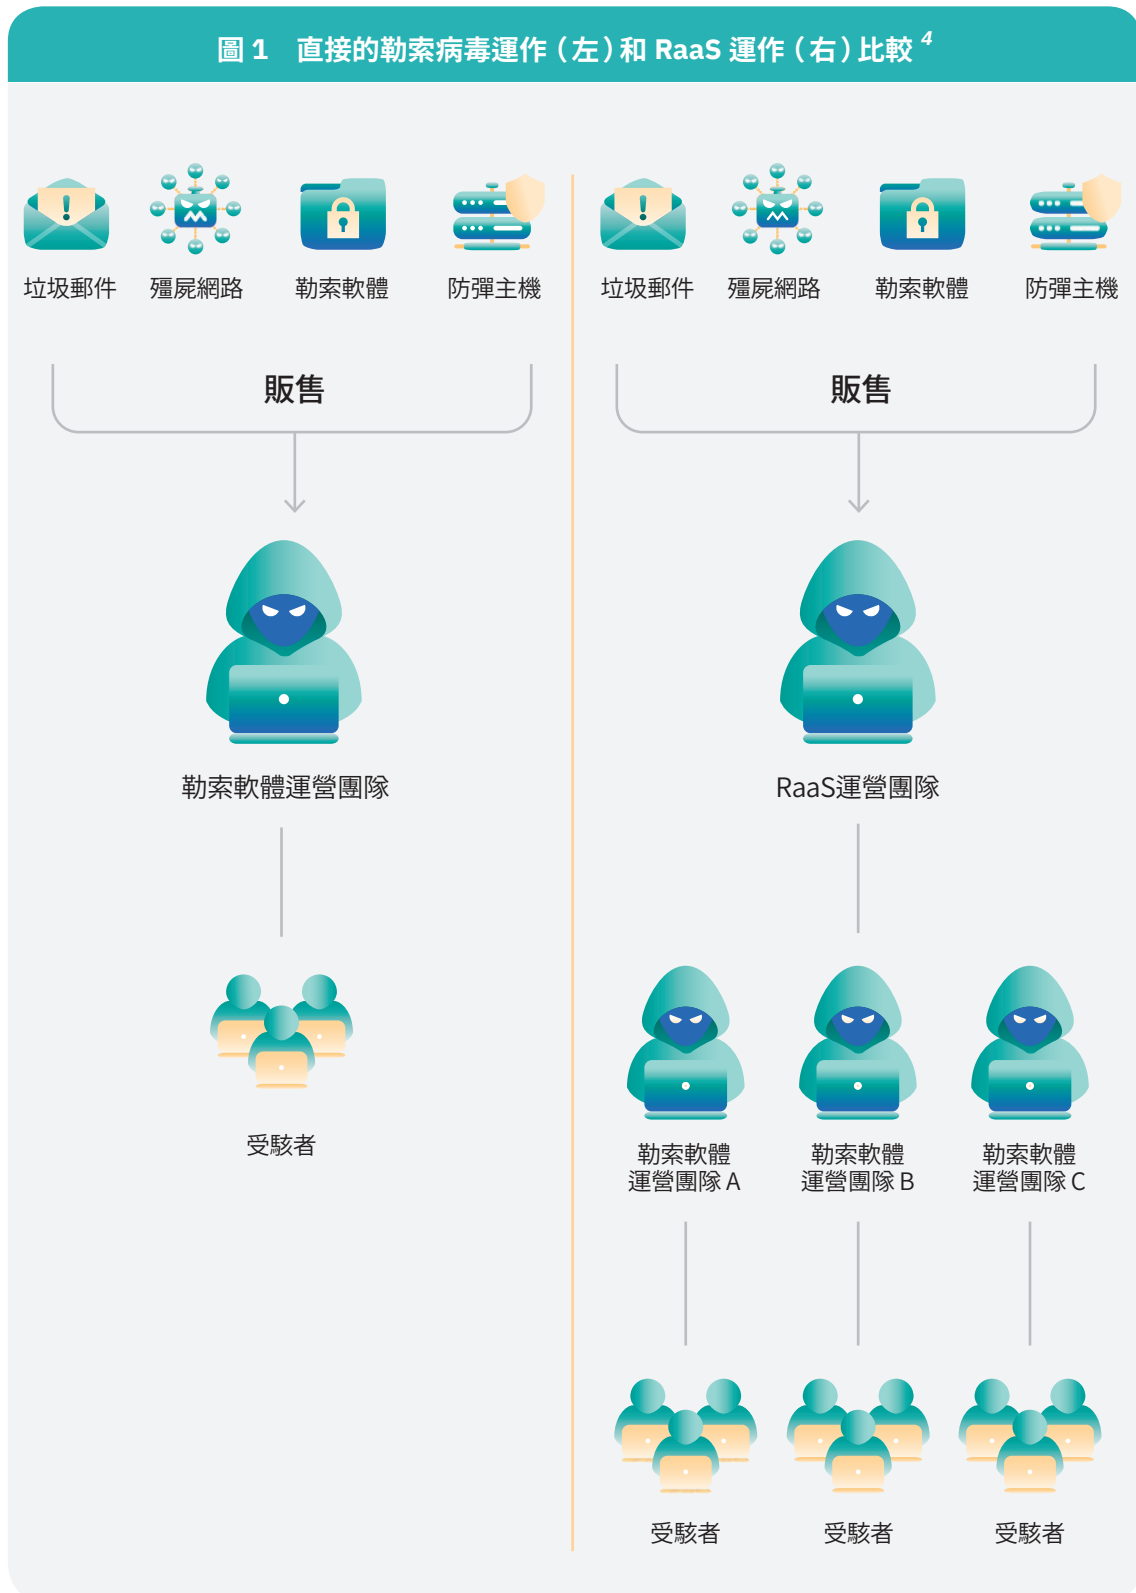 圖 1 直接的勒索病毒運作（左）和 RaaS 運作（右）比較 4
垃圾郵件 殭屍網路 勒索軟體 防彈主機
販售
勒索軟體運營團隊
受駭者
垃圾郵件 殭屍網路 勒索軟體 防彈主機
販售
RaaS運營團隊
勒索軟體
運營團隊 A
勒索軟體
運營團隊 B
勒索軟體
運營團隊 C
受駭者 受駭者 受駭者